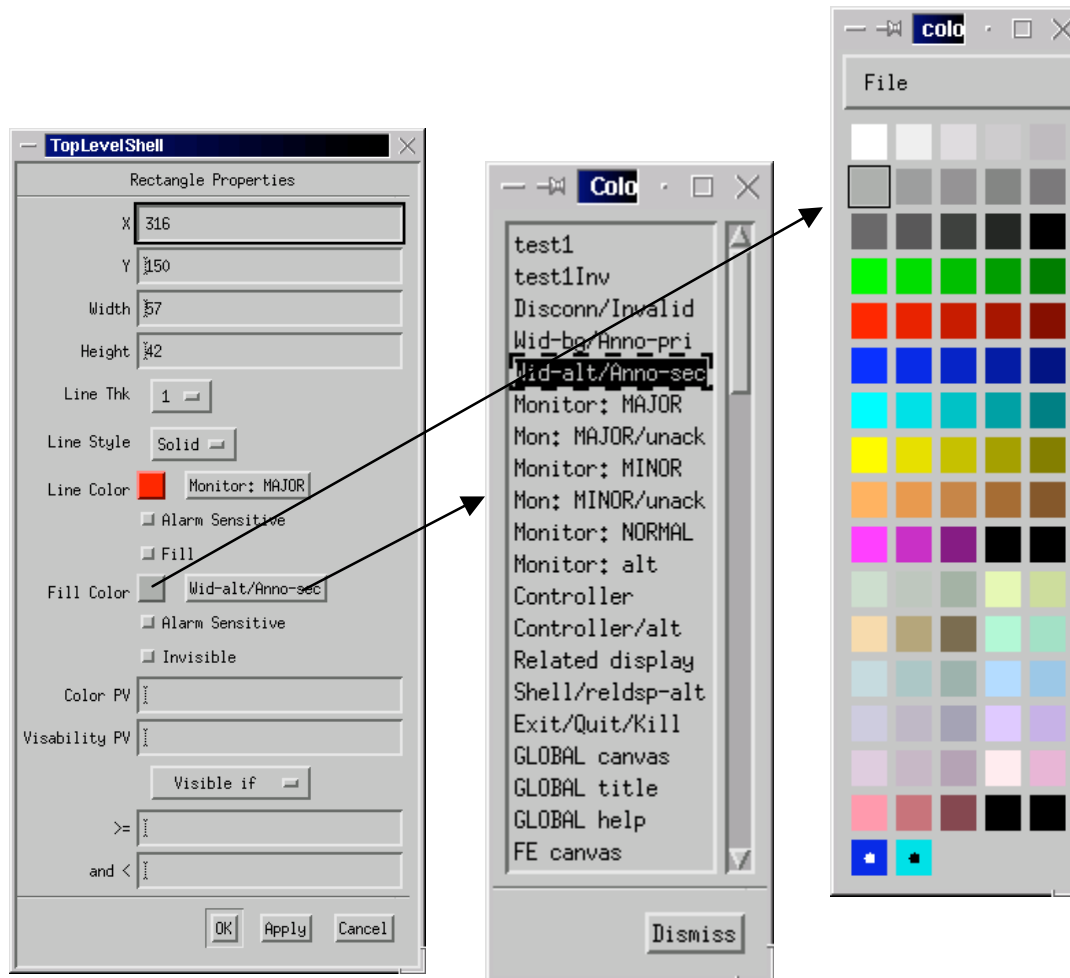 TopLevelShell
Rectangle Properties
X 316
Y 150
Width 57
Height 42
Line Thk 1
Line Style Solid
Line Color Monitor: MAJOR
Alarm Sensitive
Fill
Fill Color Wid-alt/Anno-sec
Alarm Sensitive
Invisible
Color PV
Visability PV
Visible if
>=
and <
OK Apply Cancel
Colo
test1
test1Inv
Disconn/Invalid
Wid-bg/Anno-pri
Wid-alt/Anno-sec
Monitor: MAJOR
Mon: MAJOR/unack
Monitor: MINOR
Mon: MINOR/unack
Monitor: NORMAL
Monitor: alt
Controller
Controller/alt
Related display
Shell/reldsp-alt
Exit/Quit/Kill
GLOBAL canvas
GLOBAL title
GLOBAL help
FE canvas
Dismiss
colo
File